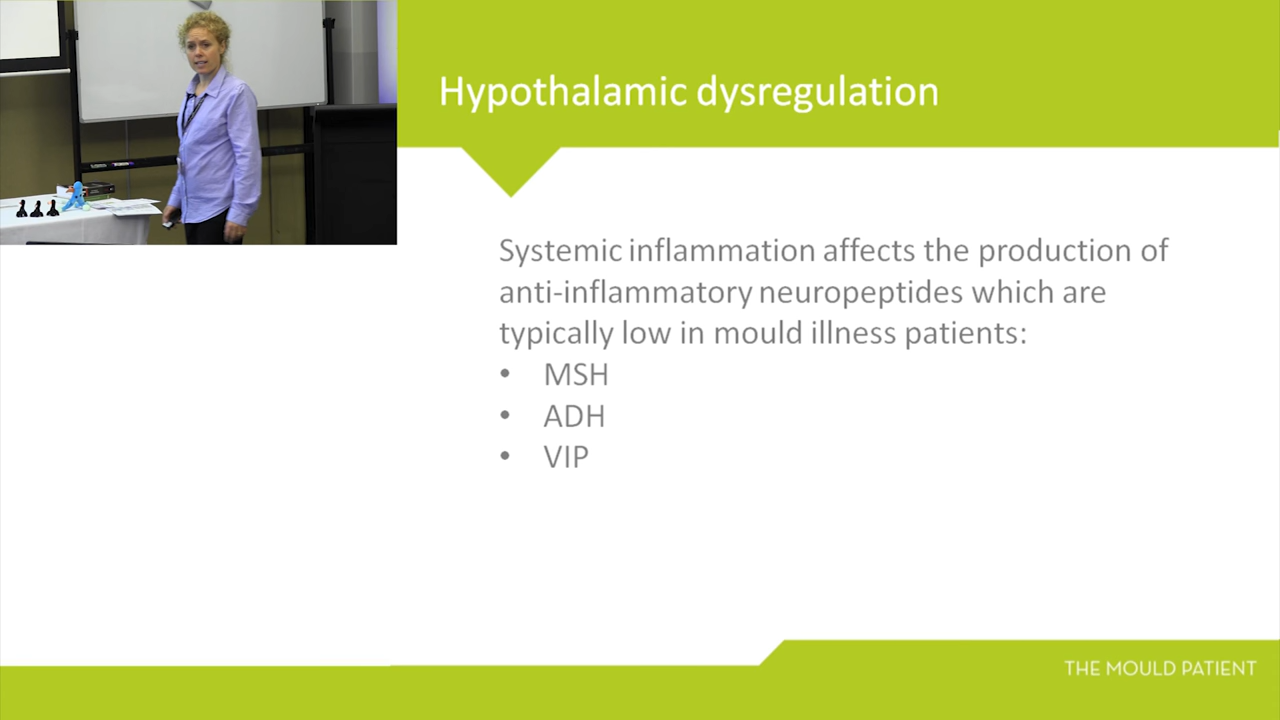 Hypothalamic dysregulation
Systemic inflammation affects the production of
anti-inflammatory neuropeptides which are
typically low in mould illness patients:
• MSH
• ADH
• VIP
THE MOULD PATIENT